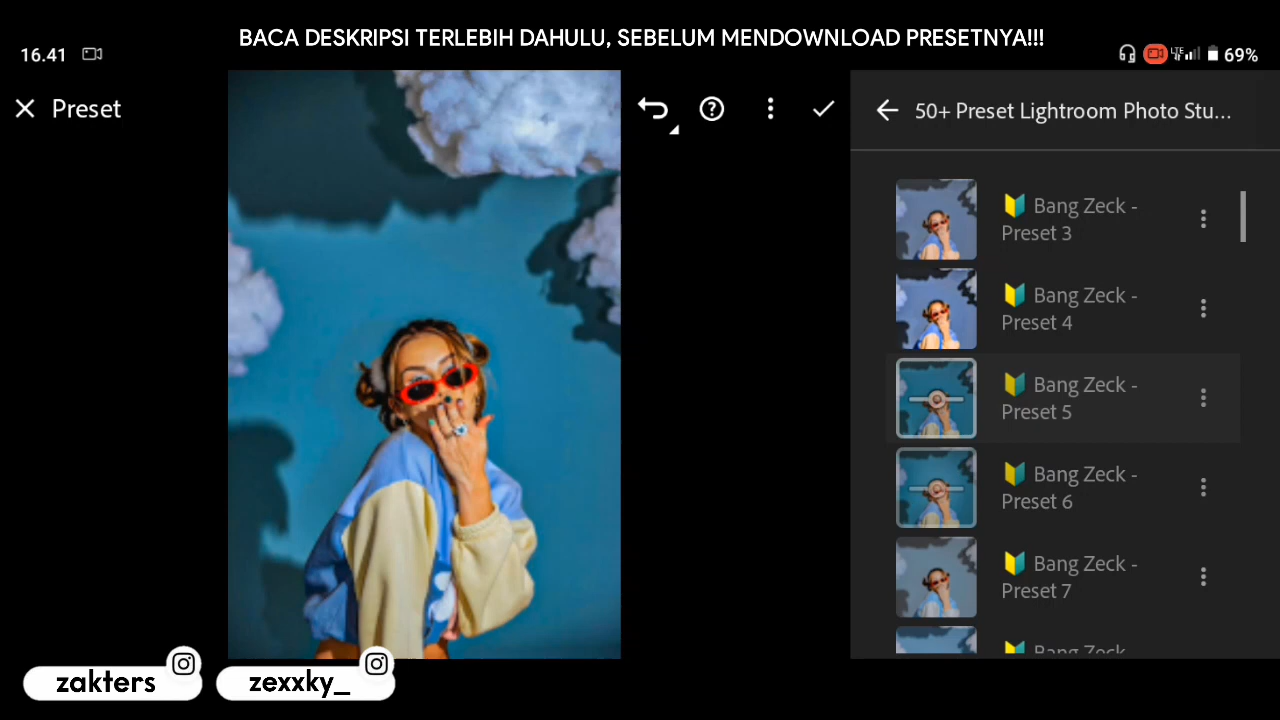 BACA DESKRIPSI TERLEBIH DAHULU, SEBELUM MENDOWNLOAD PRESETNYA!!!
16.41
LTE 69%
Preset
50+ Preset Lightroom Photo Stu...
Bang Zeck -
Preset 3
Bang Zeck -
Preset 4
Bang Zeck -
Preset 5
Bang Zeck -
Preset 6
Bang Zeck -
Preset 7
Bang Zeck -
zakters
zexxky_